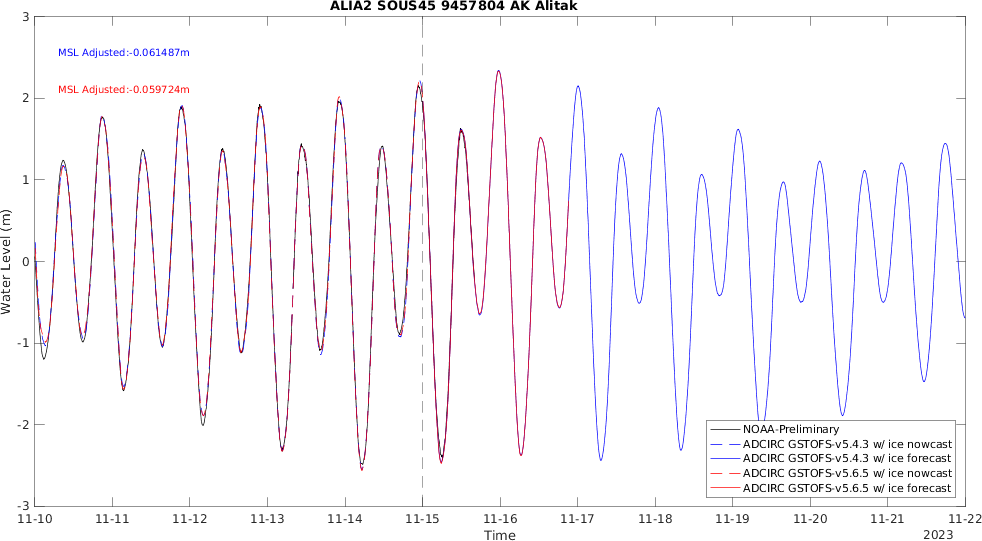 ALIA2 SOUS45 9457804 AK Alitak
MSL Adjusted:-0.061487m
MSL Adjusted:-0.059724m
Water Level (m)
3
2
1
0
-1
-2
-3
NOAA-Preliminary
ADCIRC GSTOFS-v5.4.3 w/ ice nowcast
ADCIRC GSTOFS-v5.4.3 w/ ice forecast
ADCIRC GSTOFS-v5.6.5 w/ ice nowcast
ADCIRC GSTOFS-v5.6.5 w/ ice forecast
11-10 11-11 11-12 11-13 11-14 11-15 11-16 11-17 11-18 11-19 11-20 11-21 11-22
Time
2023